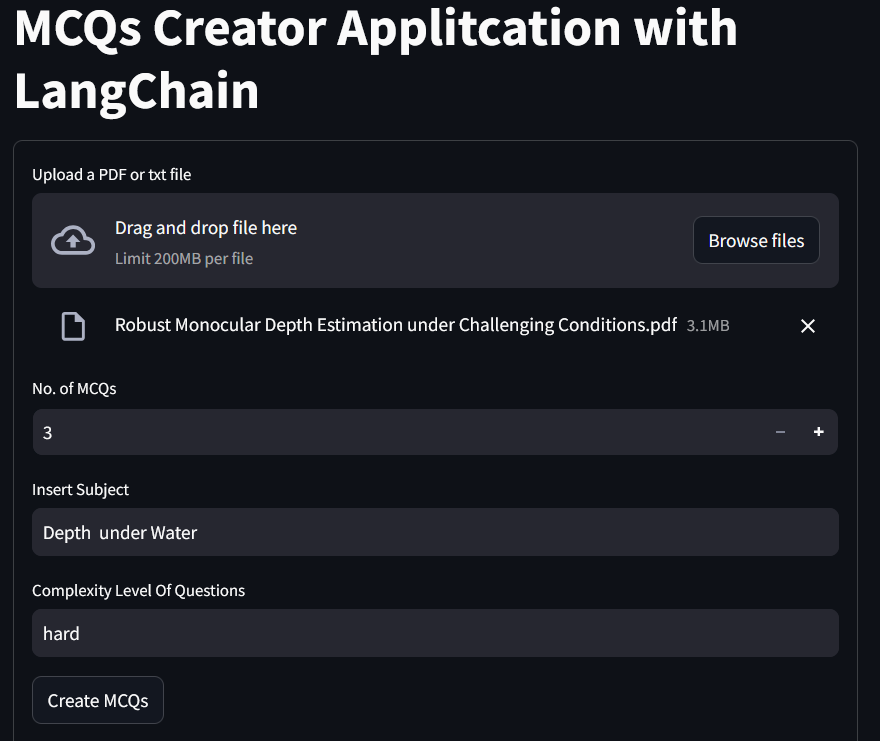 MCQs Creator Applitcation with
LangChain
Upload a PDF or txt file
Drag and drop file here
Limit 200MB per file
Browse files
Robust Monocular Depth Estimation under Challenging Conditions.pdf 3.1MB
No. of MCQs
3
Insert Subject
Depth  under Water
Complexity Level Of Questions
hard
Create MCQs